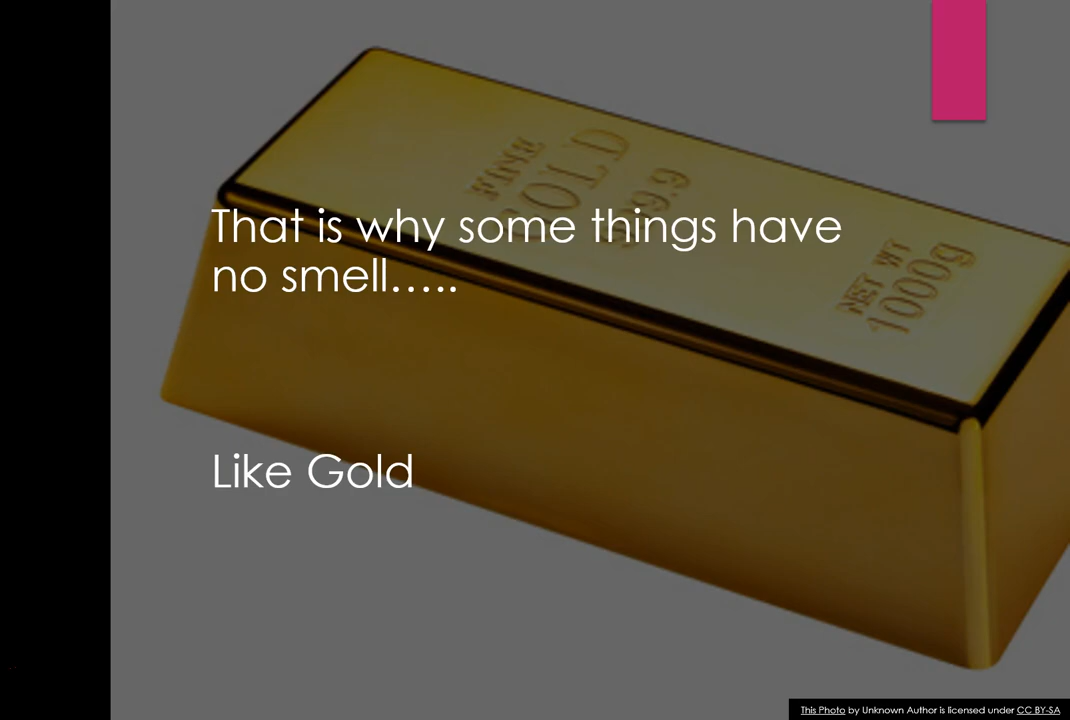 FINE
GOLD
999.9
NET WT
1000g
That is why some things have
no smell…..
Like Gold
This Photo by Unknown Author is licensed under CC BY-SA